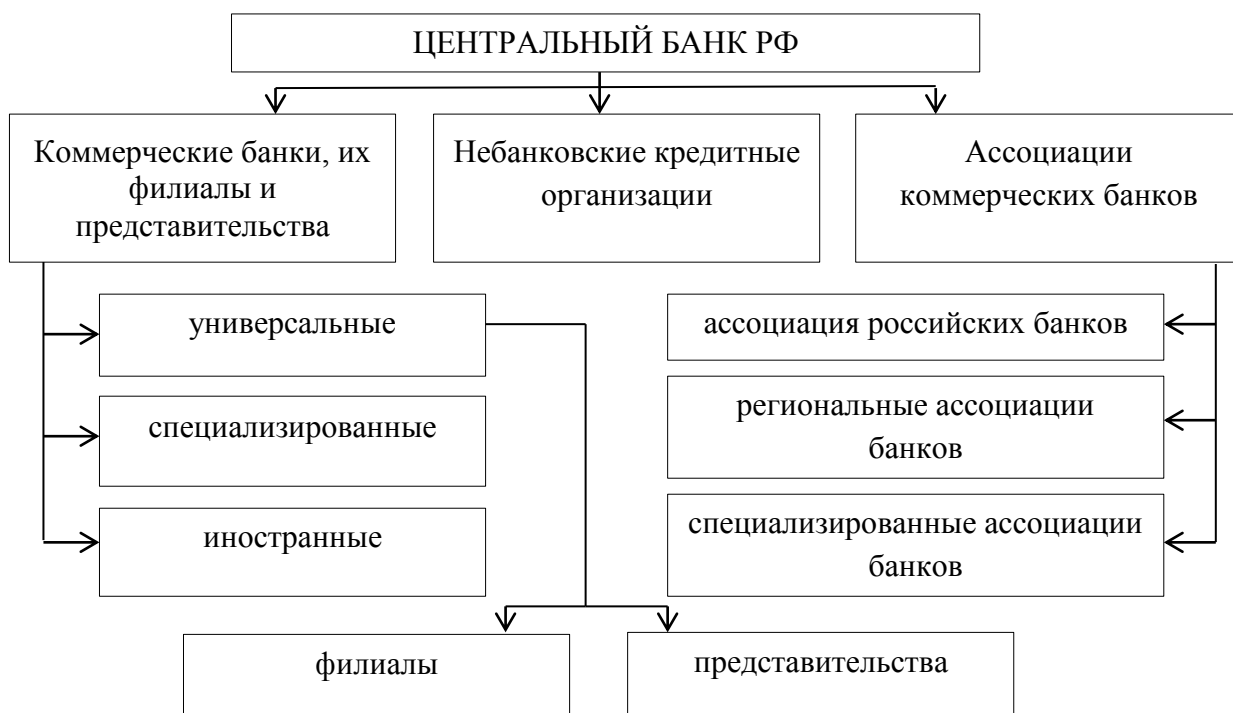 ЦЕНТРАЛЬНЫЙ БАНК РФ
Коммерческие банки, их
филиалы и
представительства
Небанковские кредитные
организации
Ассоциации
коммерческих банков
универсальные
специализированные
иностранные
ассоциация российских банков
региональные ассоциации
банков
специализированные ассоциации
банков
филиалы
представительства